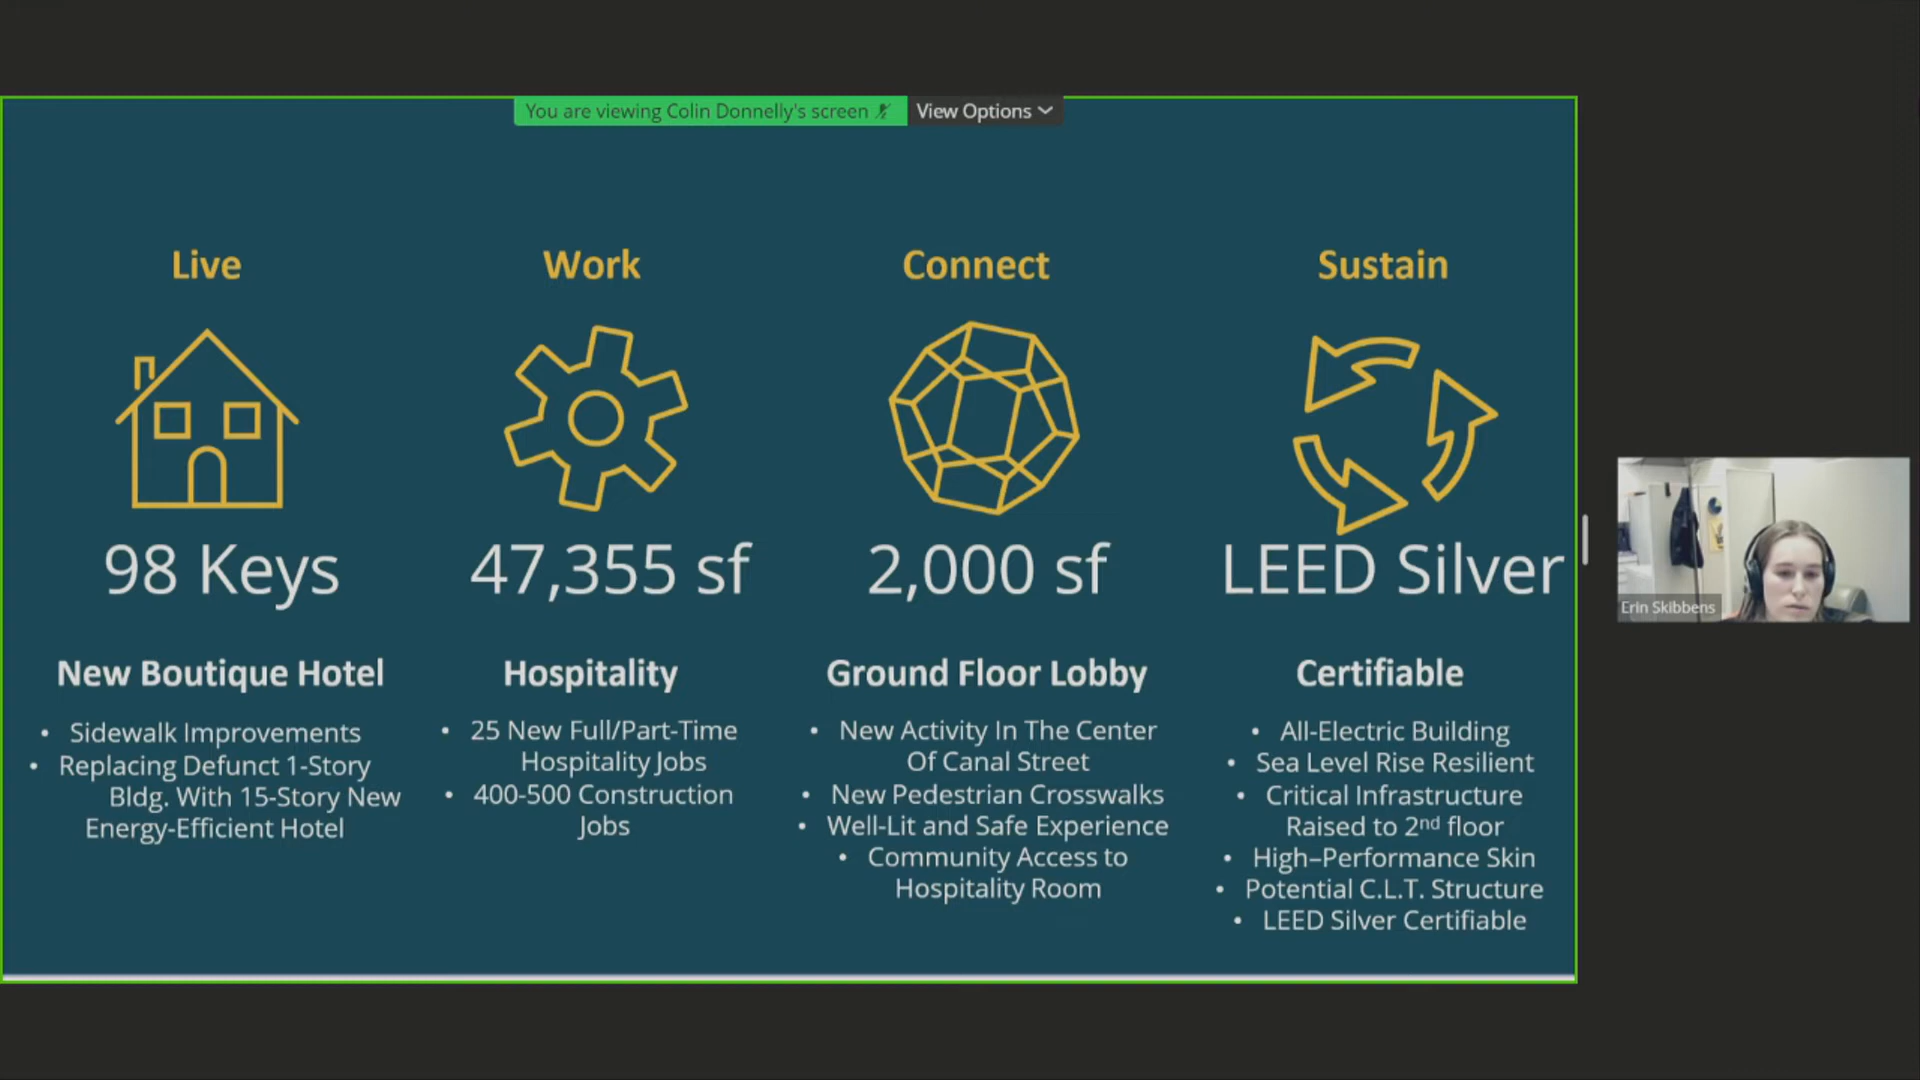 You are viewing Colin Donnelly's screen
View Options
Live
Work
Connect
Sustain
98 Keys
47,355 sf
2,000 sf
LEED Silver
New Boutique Hotel
Hospitality
Ground Floor Lobby
Certifiable
• Sidewalk Improvements
• Replacing Defunct 1-Story
Bldg. With 15-Story New
Energy-Efficient Hotel
• 25 New Full/Part-Time
Hospitality Jobs
• 400-500 Construction
Jobs
• New Activity In The Center
Of Canal Street
• New Pedestrian Crosswalks
• Well-Lit and Safe Experience
• Community Access to
Hospitality Room
• All-Electric Building
• Sea Level Rise Resilient
• Critical Infrastructure
Raised to 2nd floor
• High–Performance Skin
• Potential C.L.T. Structure
• LEED Silver Certifiable
Erin Skibbens